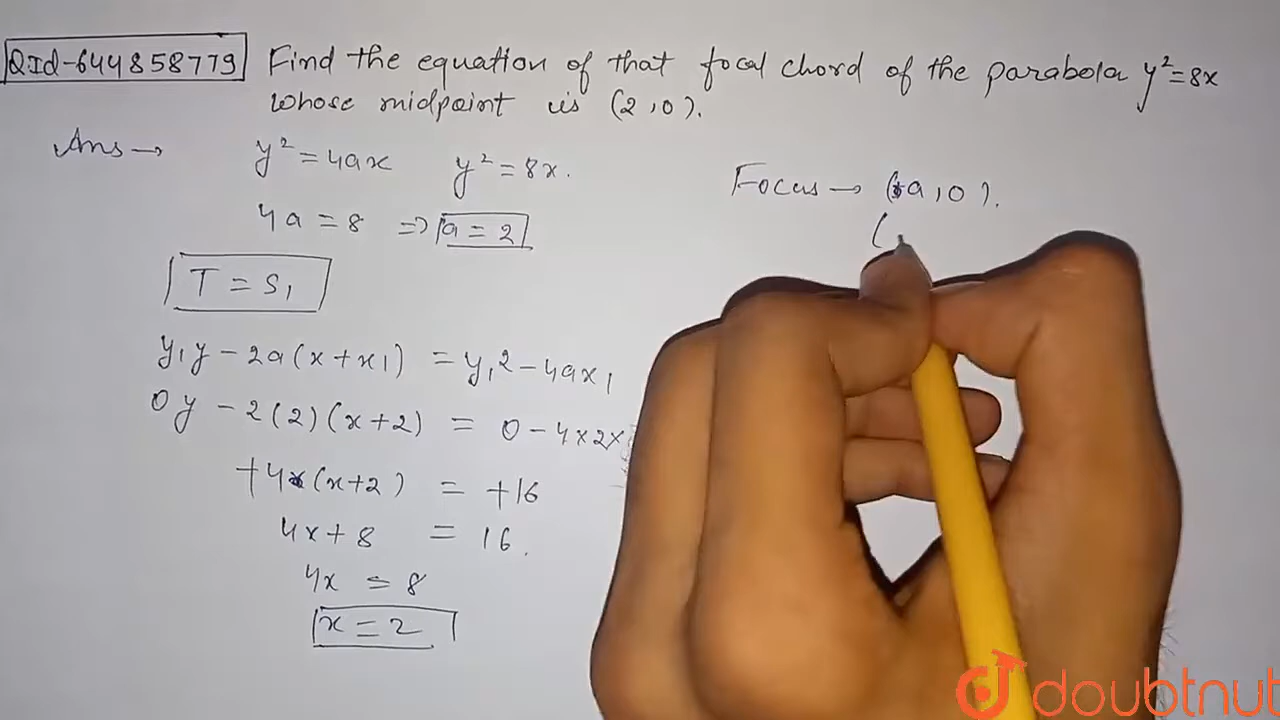 QId-644858779 Find the equation of that focal chord of the parabola y²=8x
whose midpoint is (2,0).
Ans→ y²=4ax y²=8x.
4a=8 ⇒ a=2
T=S₁
y₁y-2a(x+x₁) = y₁²-4ax₁
0y-2(2)(x+2) = 0-4×2×
+4(x+2) = +16
4x+8 = 16.
4x = 8
x=2
Focus→ (a,0).
(
doubtnut